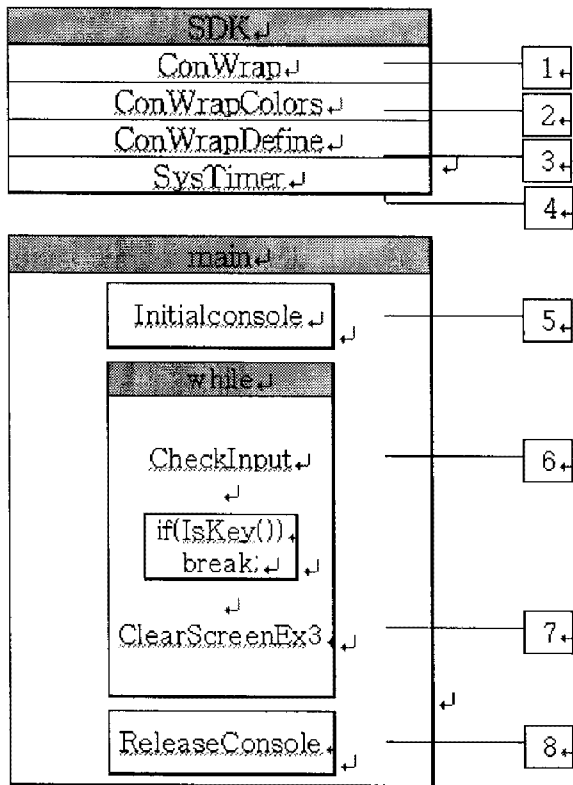 SDK
ConWrap
1
ConWrapColors
2
ConWrapDefine
3
SysTimer
4
main
Initialconsole
5
while
CheckInput
6
if(IsKey())
break;
ClearScreenEx3
7
ReleaseConsole
8